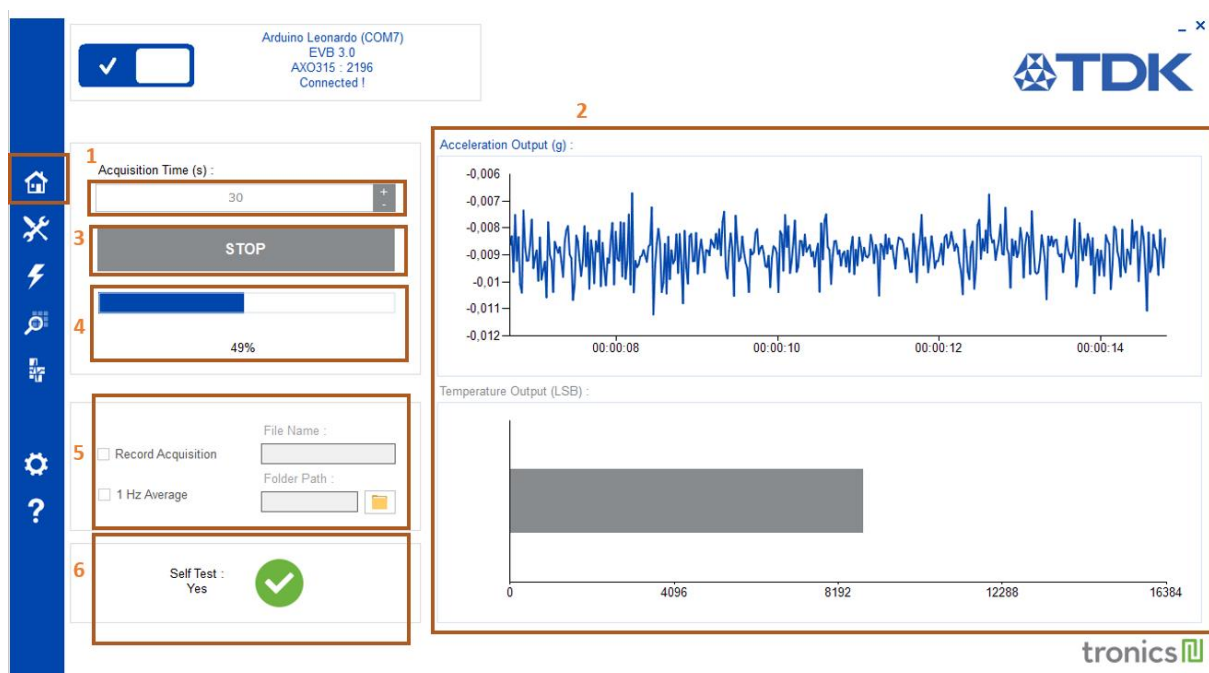 Arduino Leonardo (COM7)
EVB 3.0
AXO315 : 2196
Connected !
TDK
2
1
Acquisition Time (s) :
30
+
-
3
STOP
4
49%
5
Record Acquisition
File Name :
1 Hz Average
Folder Path :
6
Self Test :
Yes
Acceleration Output (g) :
-0,006
-0,007
-0,008
-0,009
-0,01
-0,011
-0,012
00:00:08 00:00:10 00:00:12 00:00:14
Temperature Output (LSB) :
0 4096 8192 12288 16384
?
tronics